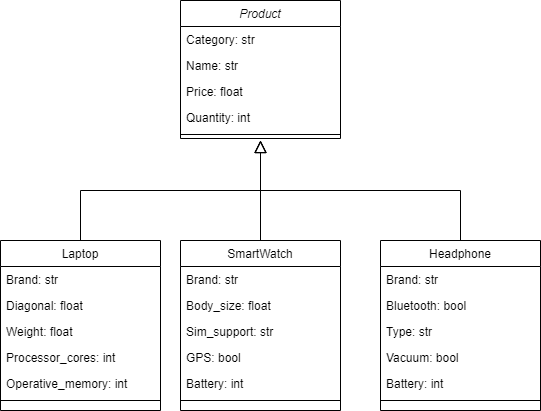 Product
Category: str
Name: str
Price: float
Quantity: int
Laptop
Brand: str
Diagonal: float
Weight: float
Processor_cores: int
Operative_memory: int
SmartWatch
Brand: str
Body_size: float
Sim_support: str
GPS: bool
Battery: int
Headphone
Brand: str
Bluetooth: bool
Type: str
Vacuum: bool
Battery: int